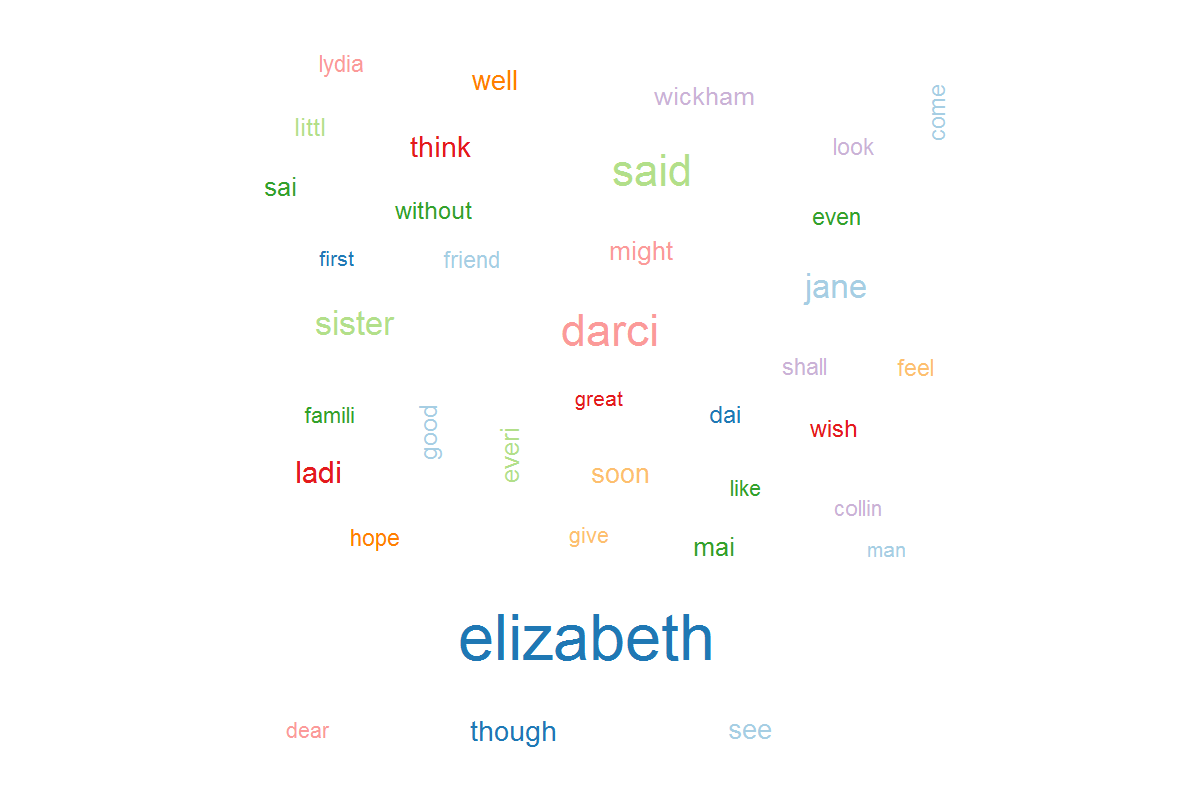 lydia
well
wickham
come
littl
think
look
said
sai
without
even
first
friend
might
jane
sister
darci
shall
feel
great
famili
good
everi
dai
wish
ladi
soon
like
collin
hope
give
mai
man
elizabeth
dear
though
see